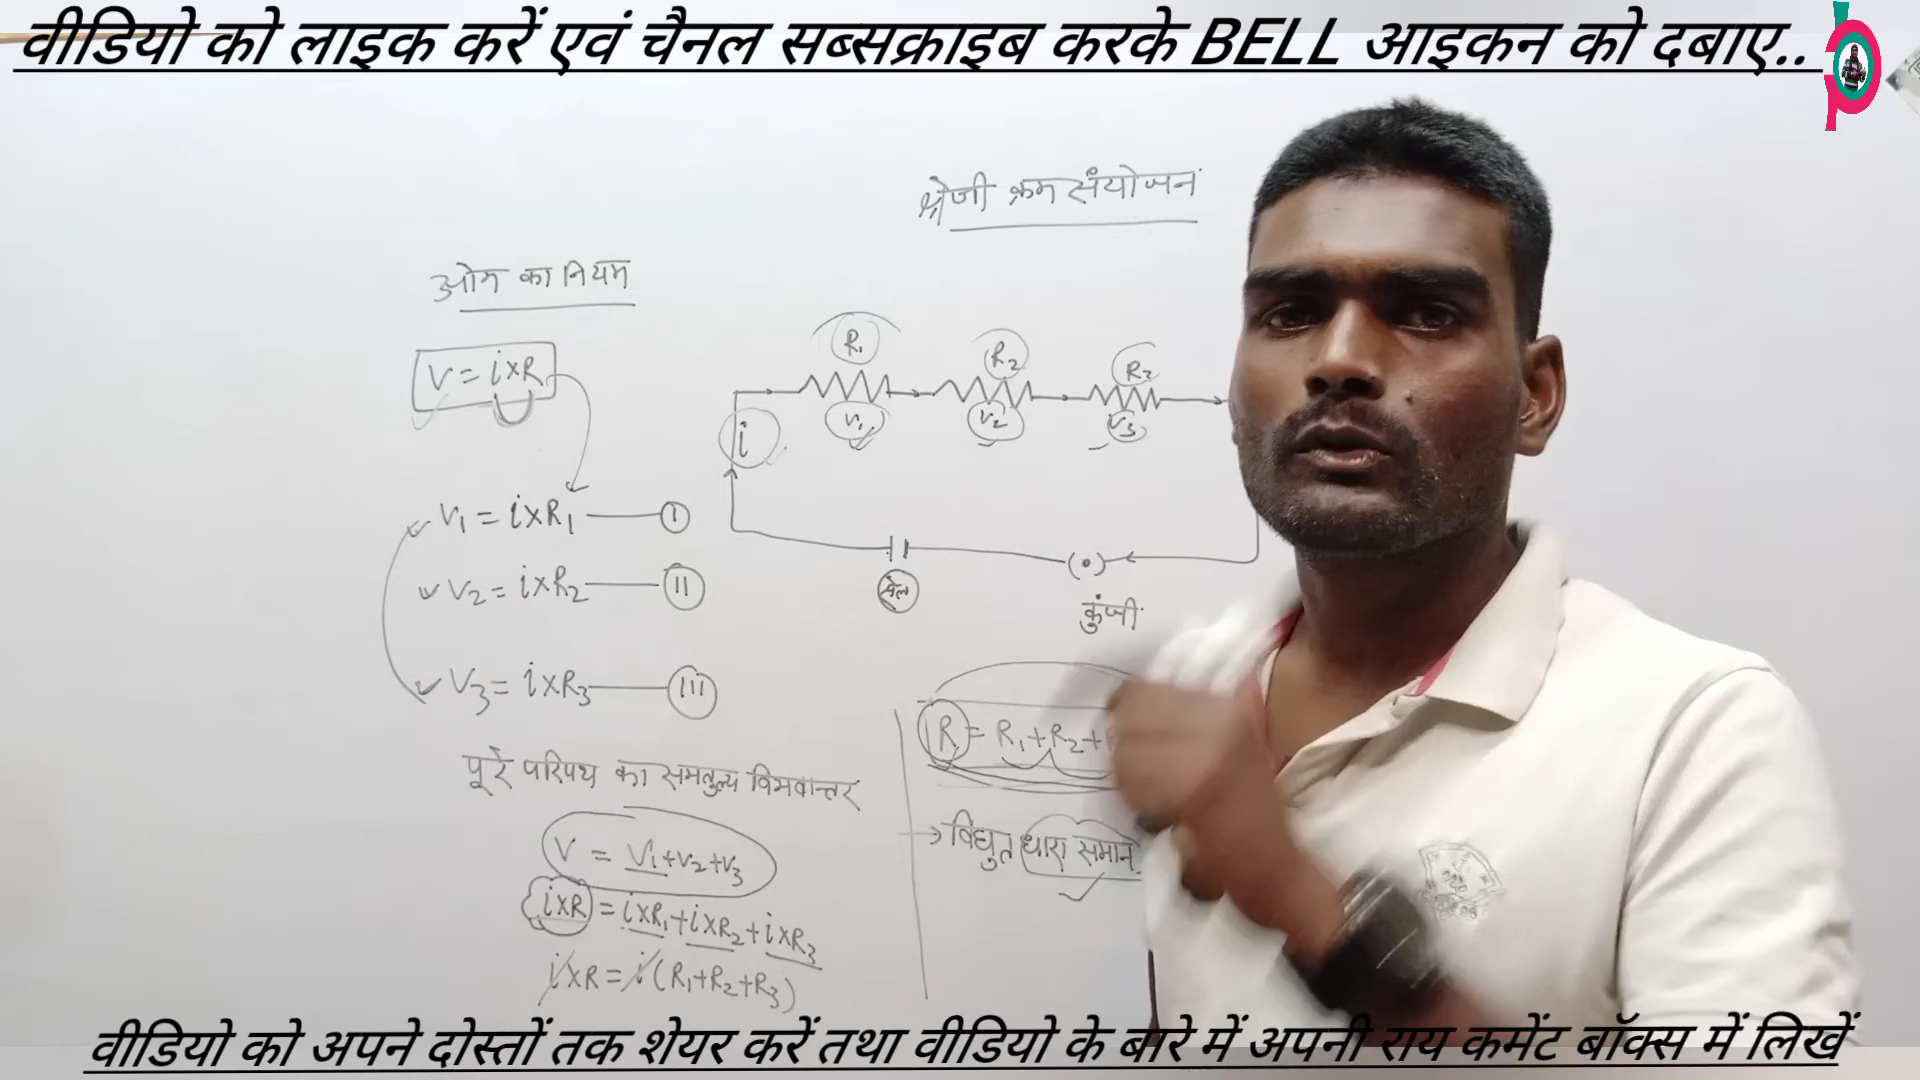 वीडियो को लाइक करें एवं चैनल सब्सक्राइब करके BELL आइकन को दबाए..
श्रेणी क्रम संयोजन
ओम का नियम
V = i×R
R₁
R₂
R₃
V₁
V₂
V₃
i
V₁ = i×R₁ — I
V₂ = i×R₂ — II
V₃ = i×R₃ — III
सेल
कुंजी
पूरे परिपथ का समतुल्य विभवान्तर
V = V₁+V₂+V₃
i×R = i×R₁+i×R₂+i×R₃
i×R = i(R₁+R₂+R₃)
R = R₁+R₂+
→ विधुत धारा समान
वीडियो को अपने दोस्तों तक शेयर करें तथा वीडियो के बारे में अपनी राय कमेंट बॉक्स में लिखें